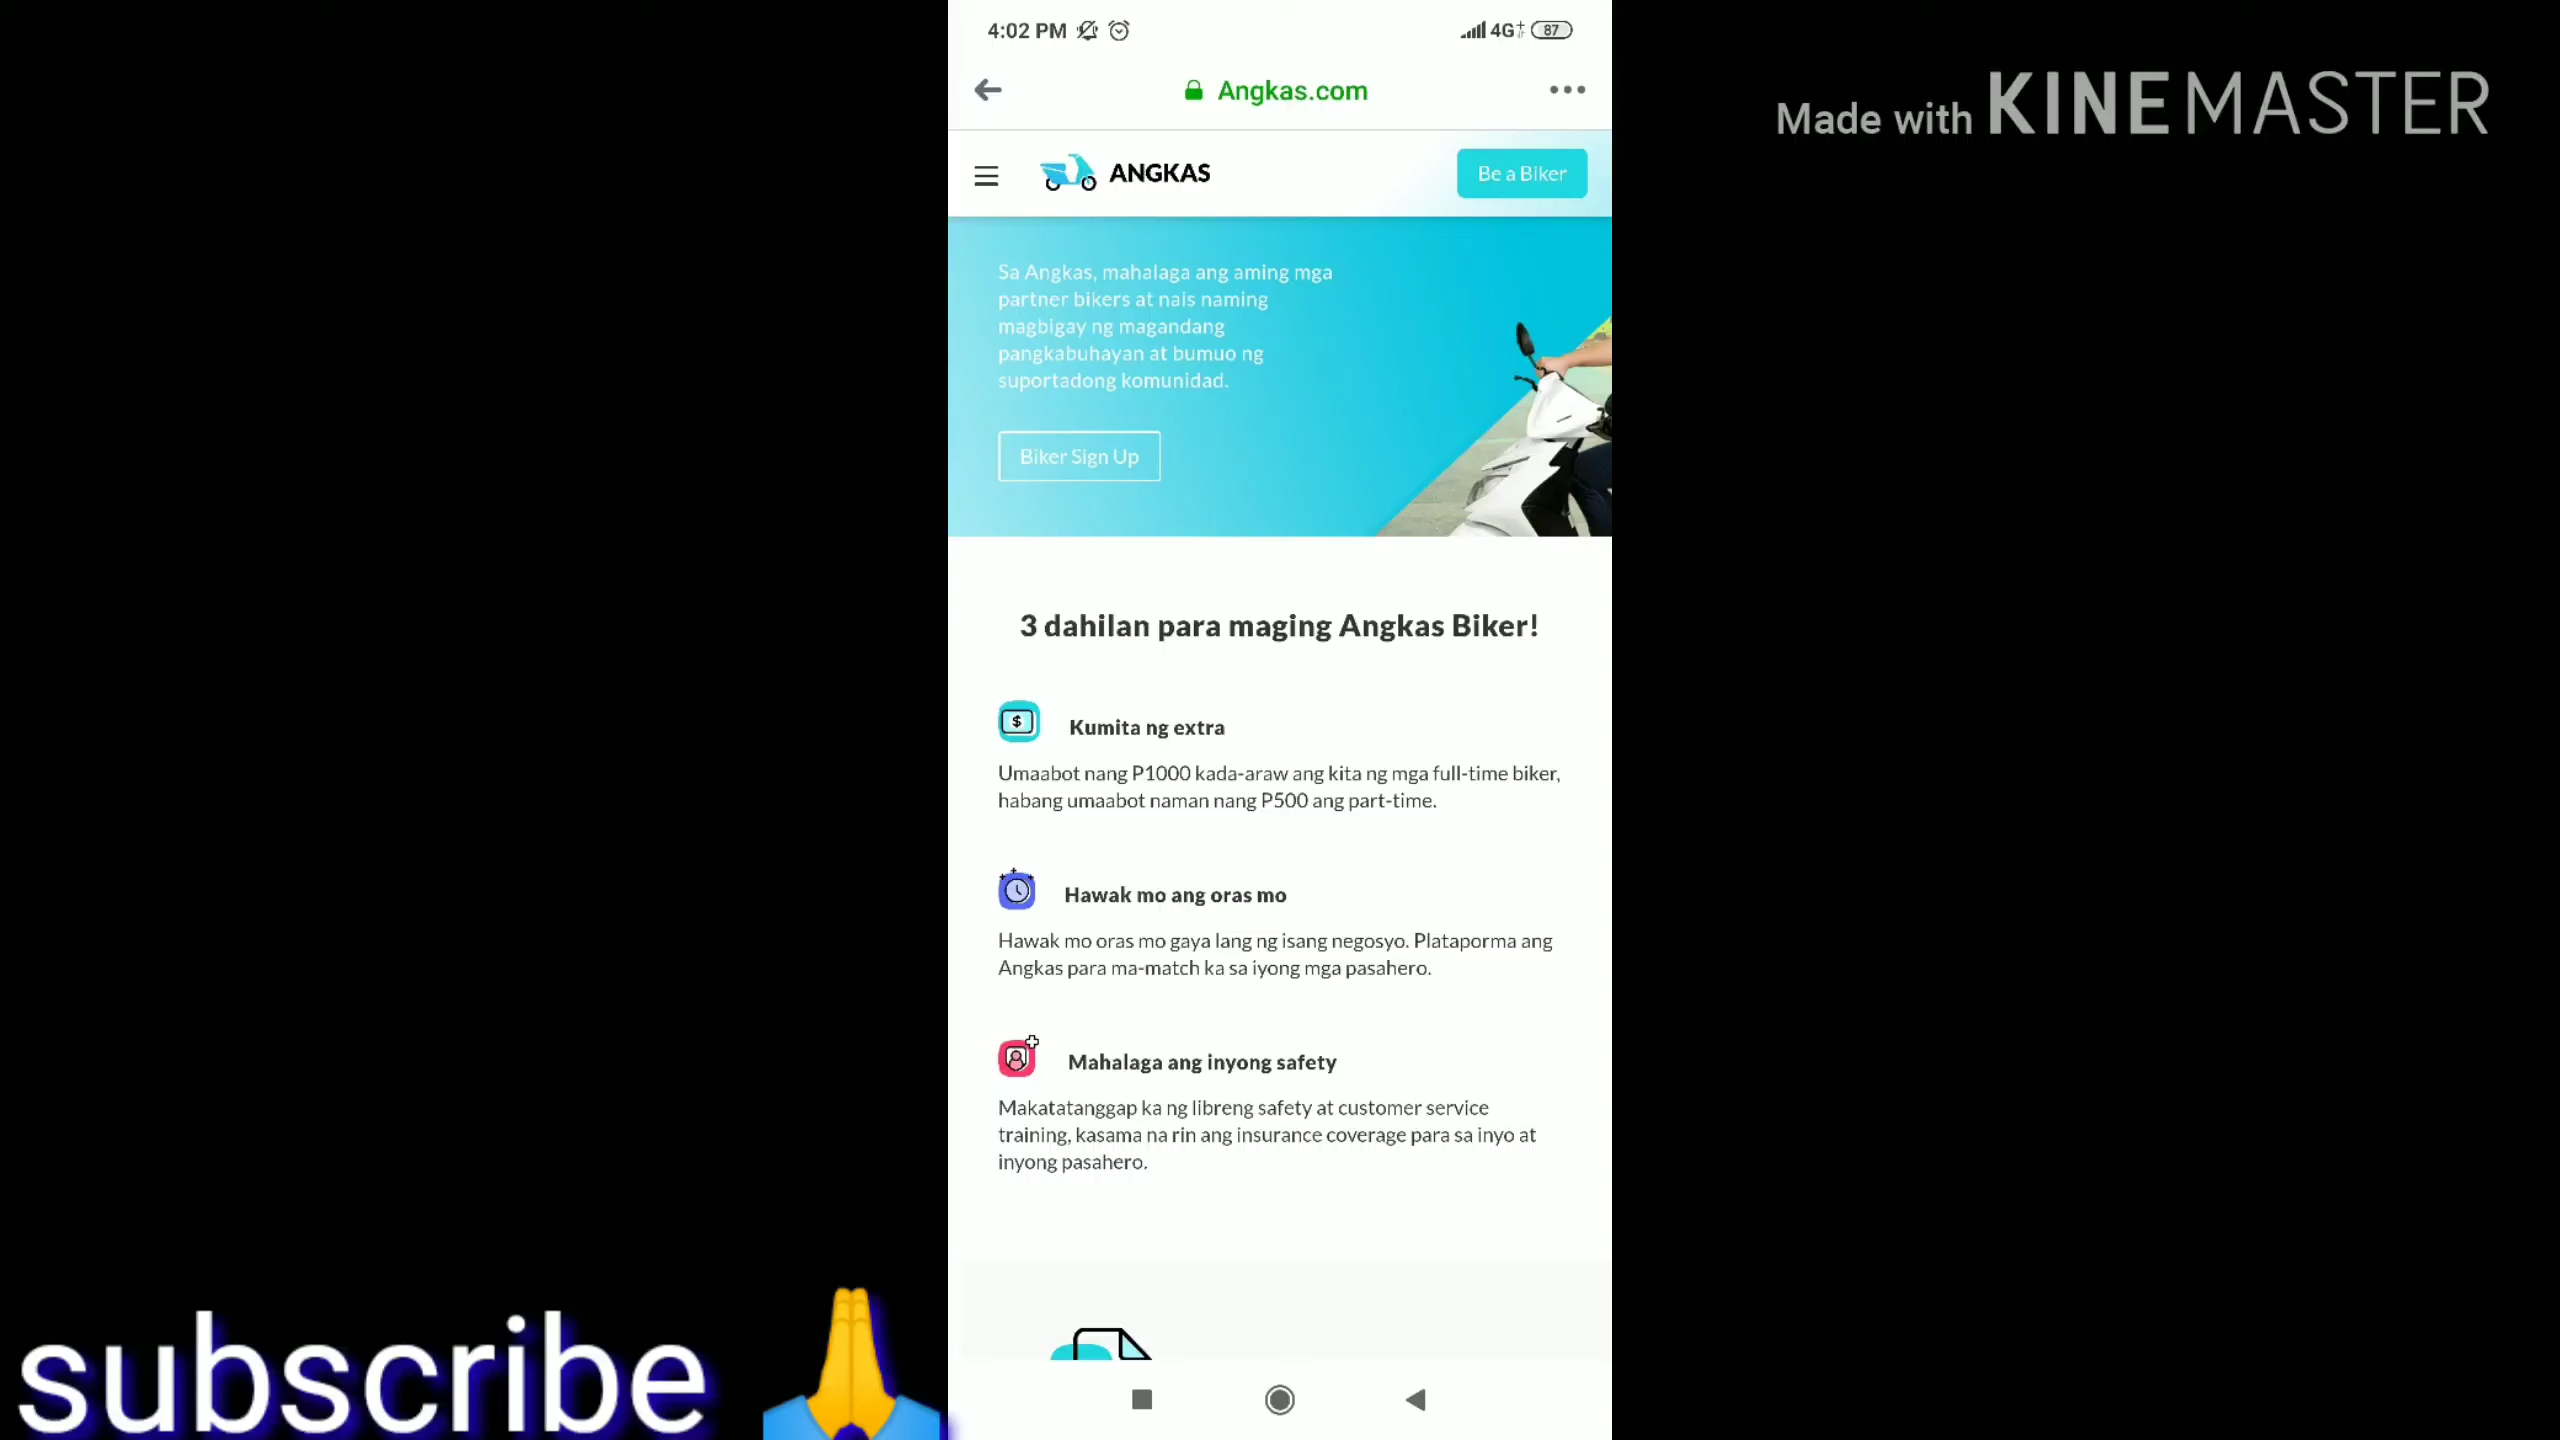 4:02 PM
4G+ 87
Angkas.com
Made with KINEMASTER
ANGKAS
Be a Biker
Sa Angkas, mahalaga ang aming mga
partner bikers at nais naming
magbigay ng magandang
pangkabuhayan at bumuo ng
suportadong komunidad.
Biker Sign Up
3 dahilan para maging Angkas Biker!
$
Kumita ng extra
Umaabot nang P1000 kada-araw ang kita ng mga full-time biker,
habang umaabot naman nang P500 ang part-time.
Hawak mo ang oras mo
Hawak mo oras mo gaya lang ng isang negosyo. Plataporma ang
Angkas para ma-match ka sa iyong mga pasahero.
Mahalaga ang inyong safety
Makatatanggap ka ng libreng safety at customer service
training, kasama na rin ang insurance coverage para sa inyo at
inyong pasahero.
subscribe